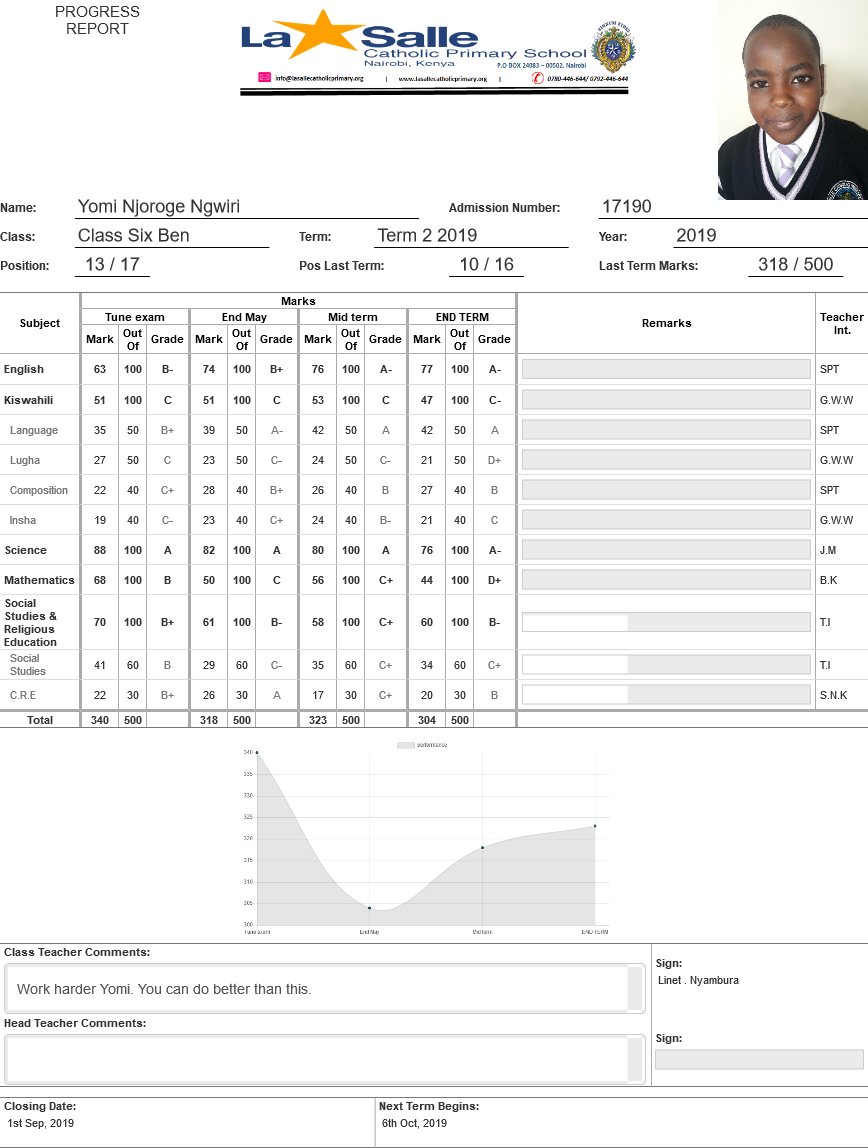 PROGRESS
REPORT
La Salle
Catholic Primary School
Nairobi, Kenya
P.O BOX 24083 – 00502, Nairobi
info@lasallecatholicprimary.org | www.lasallecatholicprimary.org | 0780-446-644/ 0792-446-644
Name: Yomi Njoroge Ngwiri Admission Number: 17190
Class: Class Six Ben Term: Term 2 2019 Year: 2019
Position: 13 / 17 Pos Last Term: 10 / 16 Last Term Marks: 318 / 500
Subject Marks Remarks Teacher Int.
Tune exam End May Mid term END TERM
Mark Out Of Grade Mark Out Of Grade Mark Out Of Grade Mark Out Of Grade
English 63 100 B- 74 100 B+ 76 100 A- 77 100 A- SPT
Kiswahili 51 100 C 51 100 C 53 100 C 47 100 C- G.W.W
Language 35 50 B+ 39 50 A- 42 50 A 42 50 A SPT
Lugha 27 50 C 23 50 C- 24 50 C- 21 50 D+ G.W.W
Composition 22 40 C+ 28 40 B+ 26 40 B 27 40 B SPT
Insha 19 40 C- 23 40 C+ 24 40 B- 21 40 C G.W.W
Science 88 100 A 82 100 A 80 100 A 76 100 A- J.M
Mathematics 68 100 B 50 100 C 56 100 C+ 44 100 D+ B.K
Social
Studies &
Religious
Education 70 100 B+ 61 100 B- 58 100 C+ 60 100 B- T.I
Social
Studies 41 60 B 29 60 C- 35 60 C+ 34 60 C+ T.I
C.R.E 22 30 B+ 26 30 A 17 30 C+ 20 30 B S.N.K
Total 340 500 318 500 323 500 304 500
performance
340
335
330
325
320
315
310
305
300
Tune exam End May Mid term END TERM
Class Teacher Comments:
Work harder Yomi. You can do better than this.
Sign:
Linet . Nyambura
Head Teacher Comments:
Sign:
Closing Date: Next Term Begins:
1st Sep, 2019 6th Oct, 2019